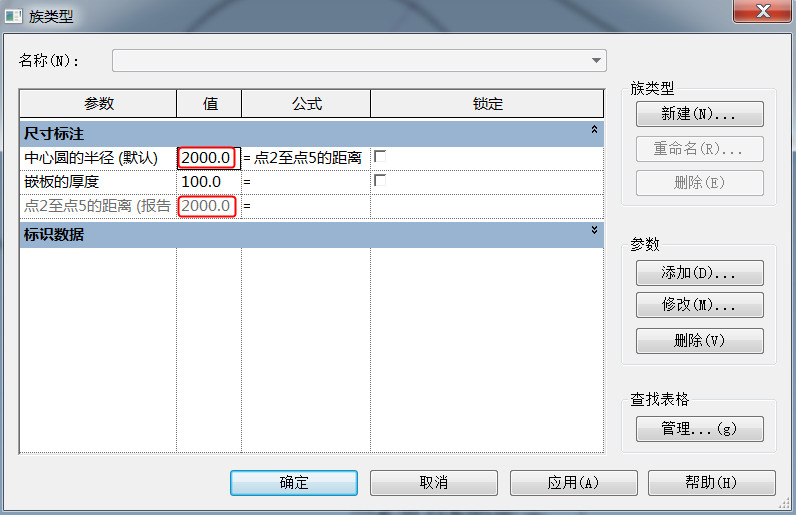 族类型
名称(N)：
参数 值 公式 锁定
尺寸标注
中心圆的半径 (默认) 2000.0 = 点2至点5的距离
嵌板的厚度 100.0 =
点2至点5的距离 (报告 2000.0 =
标识数据
族类型
新建(N)...
重命名(R)...
删除(E)
参数
添加(D)...
修改(M)...
删除(V)
查找表格
管理...(g)
确定 取消 应用(A) 帮助(H)